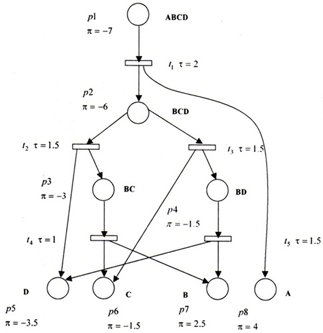 p1 ABCD
π = −7
t1 τ = 2
p2
π = −6 BCD
t2 τ = 1.5 t3 τ = 1.5
p3
π = −3 BC
p4 BD
π = −1.5
t4 τ = 1 t5 τ = 1.5
D C B A
p5 p6 p7 p8
π = −3.5 π = −1.5 π = 2.5 π = 4